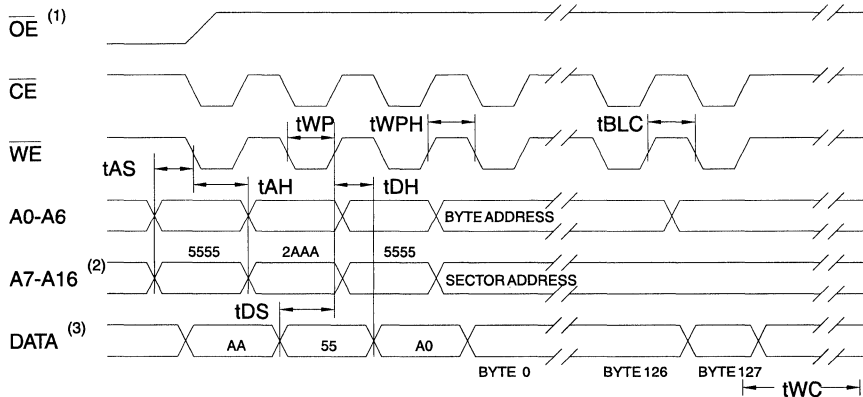 OE (1)
CE
tWP tWPH tBLC
WE
tAS
tAH tDH
A0-A6 BYTE ADDRESS
5555 2AAA 5555
A7-A16 (2) SECTOR ADDRESS
tDS
DATA (3) AA 55 A0
BYTE 0 BYTE 126 BYTE 127
tWC